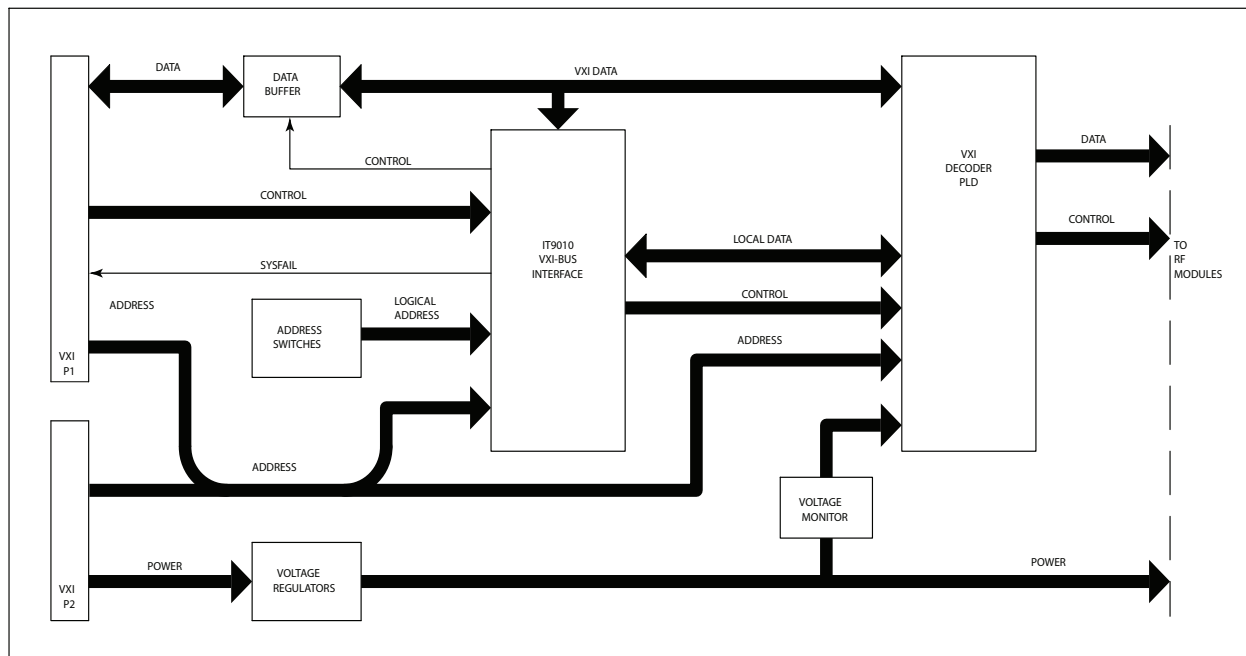 DATA
DATA
BUFFER
VXI DATA
CONTROL
CONTROL
SYSFAIL
ADDRESS
LOGICAL
ADDRESS
ADDRESS
SWITCHES
VXI
P1
IT9010
VXI-BUS
INTERFACE
LOCAL DATA
CONTROL
ADDRESS
VXI
DECODER
PLD
DATA
CONTROL
TO
RF
MODULES
ADDRESS
VOLTAGE
MONITOR
VXI
P2
POWER
VOLTAGE
REGULATORS
POWER